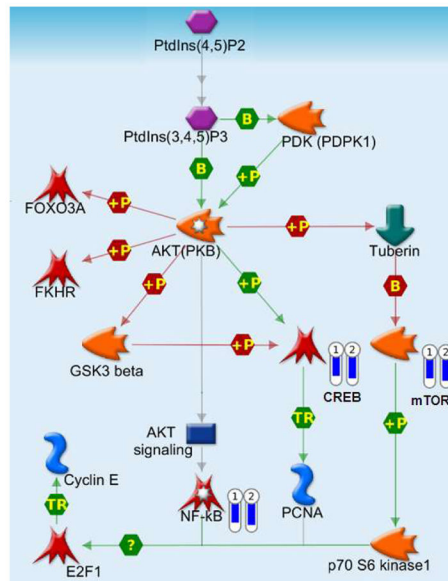 PtdIns(4,5)P2
PtdIns(3,4,5)P3
B
PDK (PDPK1)
B
+P
+P
FOXO3A
AKT(PKB)
+P
Tuberin
+P
FKHR
+P
+P
B
GSK3 beta
+P
1 2
CREB
1 2
mTOR
TR
+P
AKT
signaling
Cyclin E
NF-kB
1 2
PCNA
TR
?
E2F1
p70 S6 kinase1